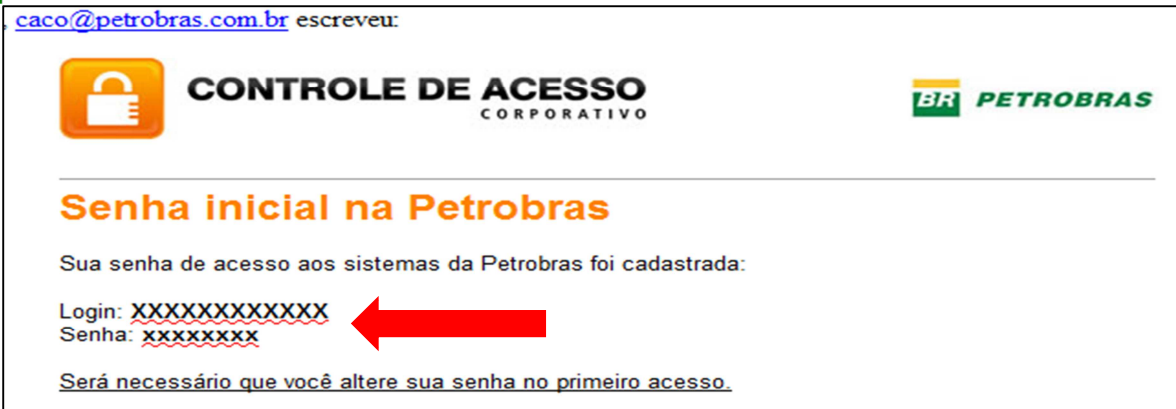 , caco@petrobras.com.br escreveu:
CONTROLE DE ACESSO
CORPORATIVO
BR PETROBRAS
Senha inicial na Petrobras
Sua senha de acesso aos sistemas da Petrobras foi cadastrada:
Login: XXXXXXXXXXXX
Senha: xxxxxxxx
Será necessário que você altere sua senha no primeiro acesso.